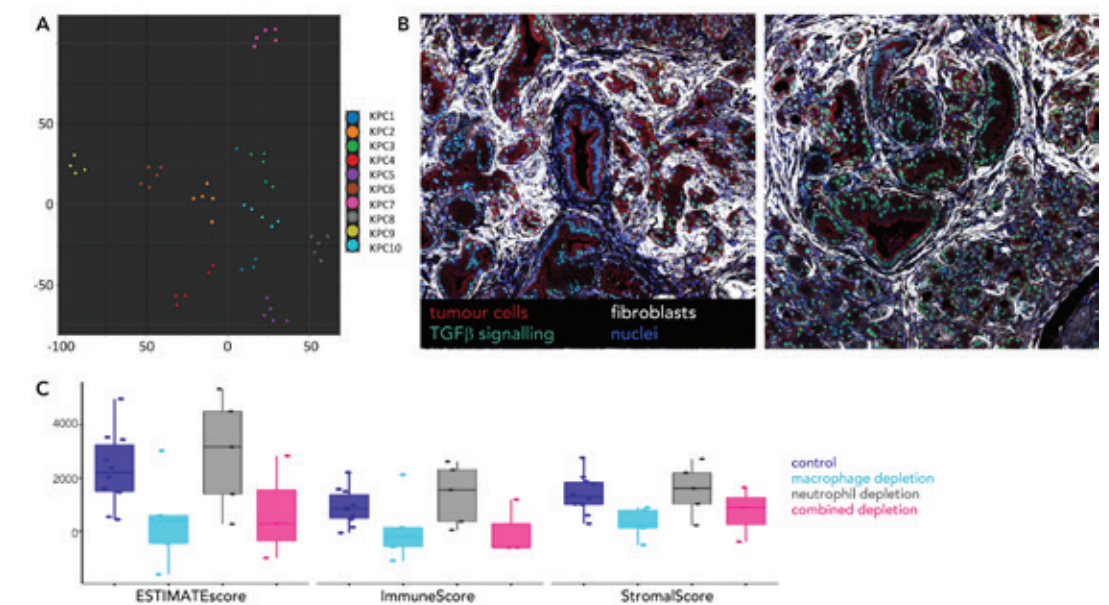 A
50
0
-50
-100
50
0
50
KPC1
KPC2
KPC3
KPC4
KPC5
KPC6
KPC7
KPC8
KPC9
KPC10
B
tumour cells
fibroblasts
TGFβ signalling
nuclei
C
4000
2000
0
ESTIMATEscore
ImmuneScore
StromalScore
control
macrophage depletion
neutrophil depletion
combined depletion